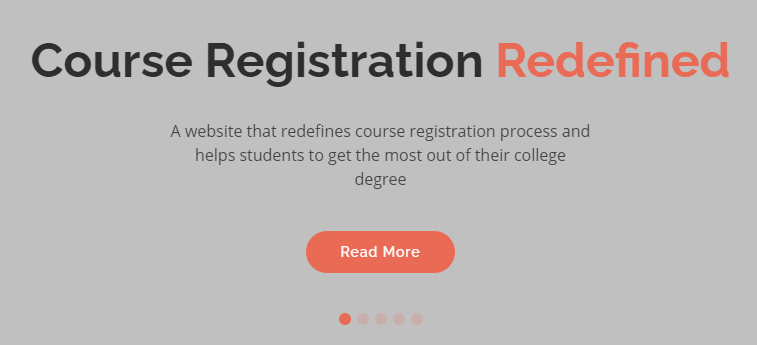 Course Registration Redefined
A website that redefines course registration process and
helps students to get the most out of their college
degree
Read More